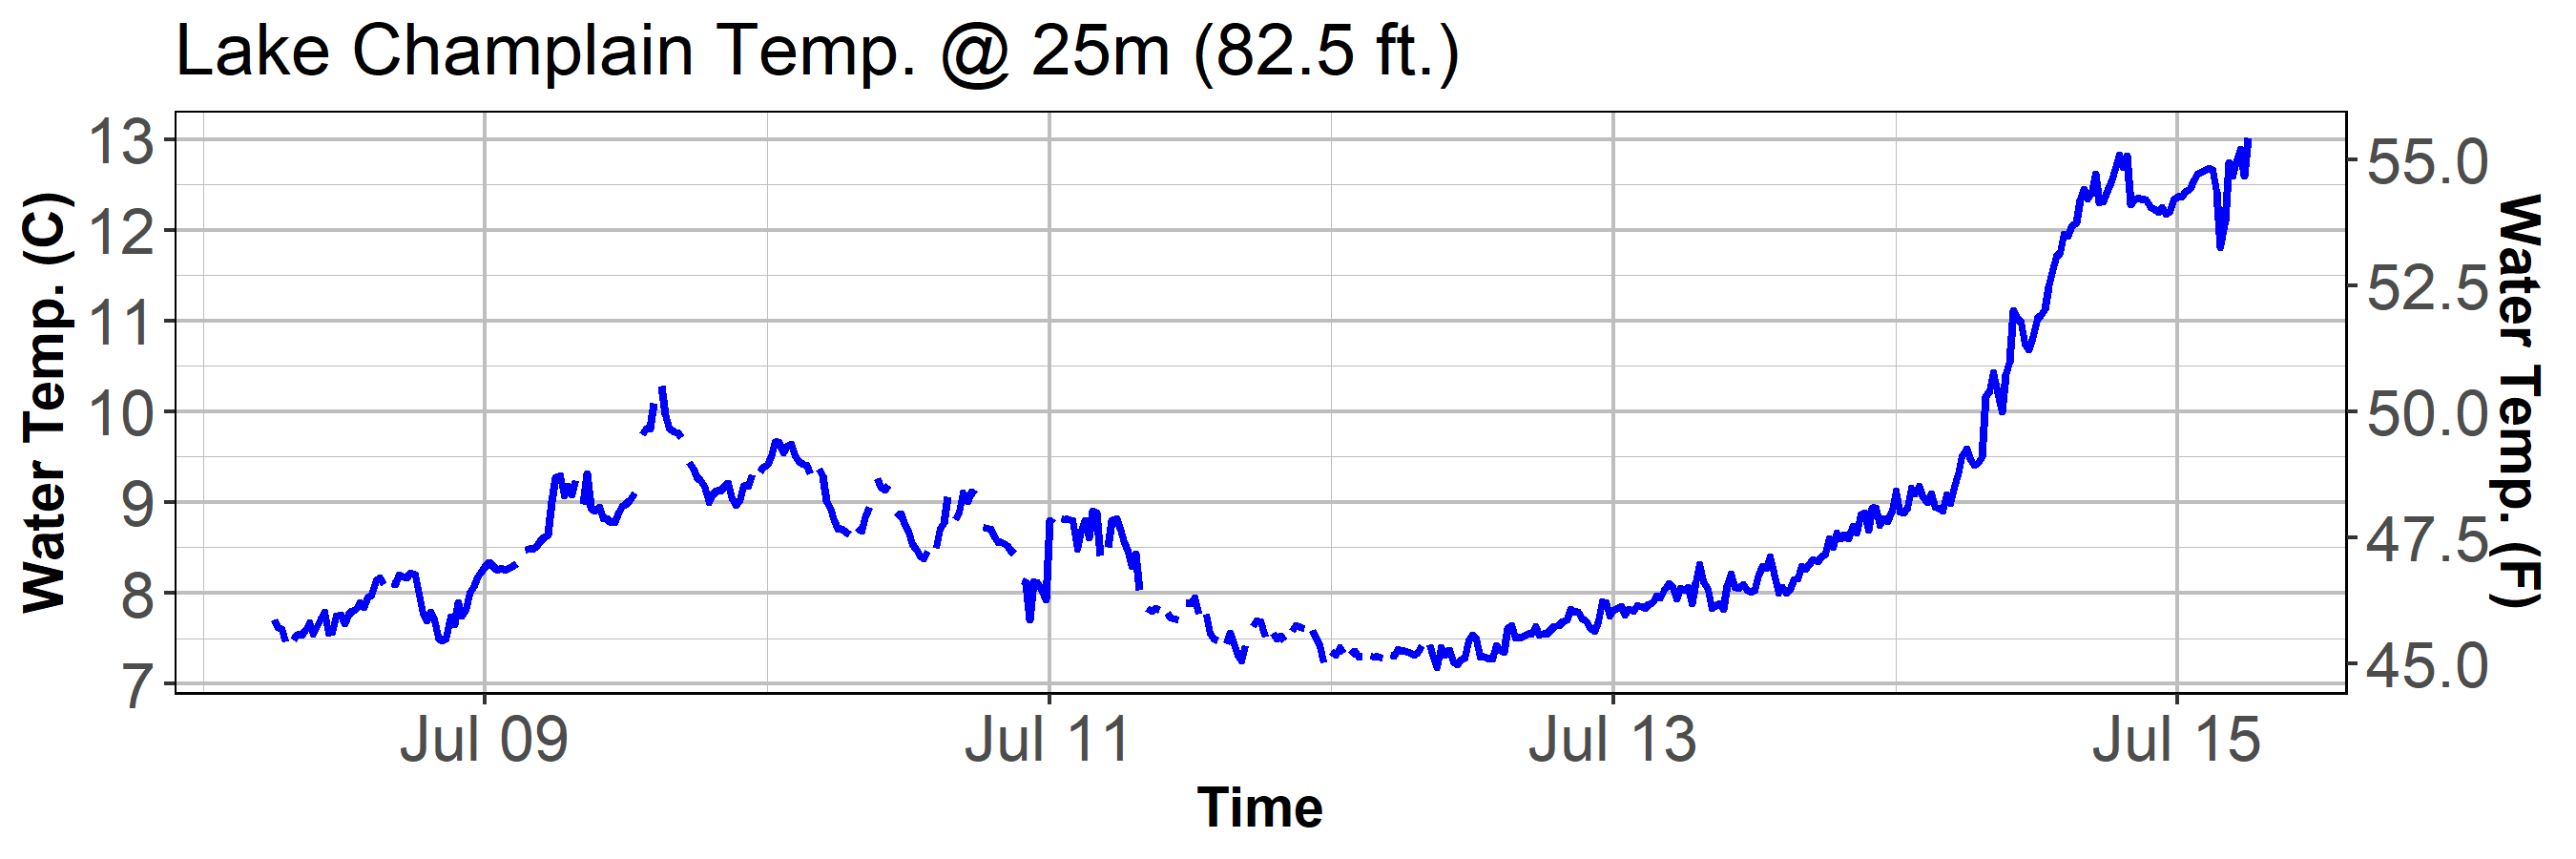 Lake Champlain Temp. @ 25m (82.5 ft.)
Water Temp. (C)
13
12
11
10
9
8
7
55.0
52.5
50.0
47.5
45.0
Water Temp. (F)
Jul 09
Jul 11
Jul 13
Jul 15
Time